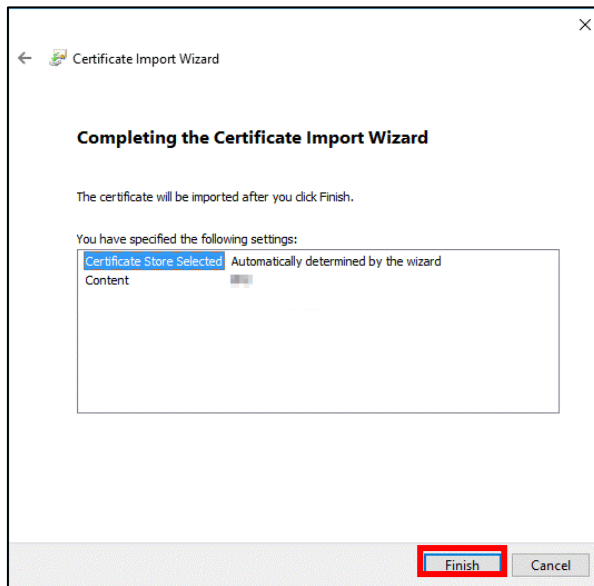 Certificate Import Wizard
Completing the Certificate Import Wizard
The certificate will be imported after you click Finish.
You have specified the following settings:
Certificate Store Selected Automatically determined by the wizard
Content
Finish Cancel